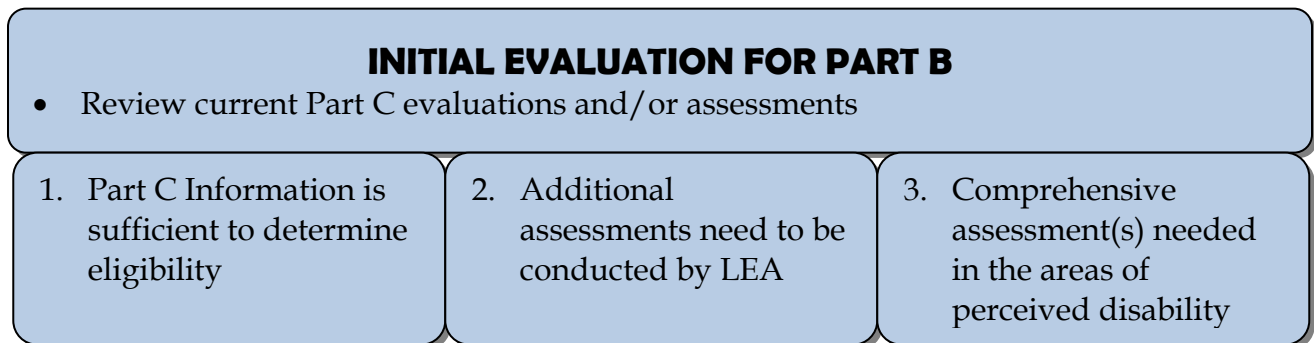 INITIAL EVALUATION FOR PART B
• Review current Part C evaluations and/or assessments
1. Part C Information is
sufficient to determine
eligibility
2. Additional
assessments need to be
conducted by LEA
3. Comprehensive
assessment(s) needed
in the areas of
perceived disability